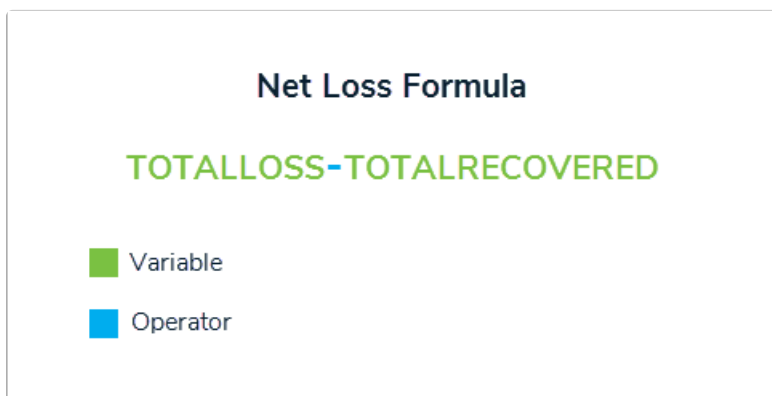 Net Loss Formula
TOTALLOSS-TOTALRECOVERED
Variable
Operator